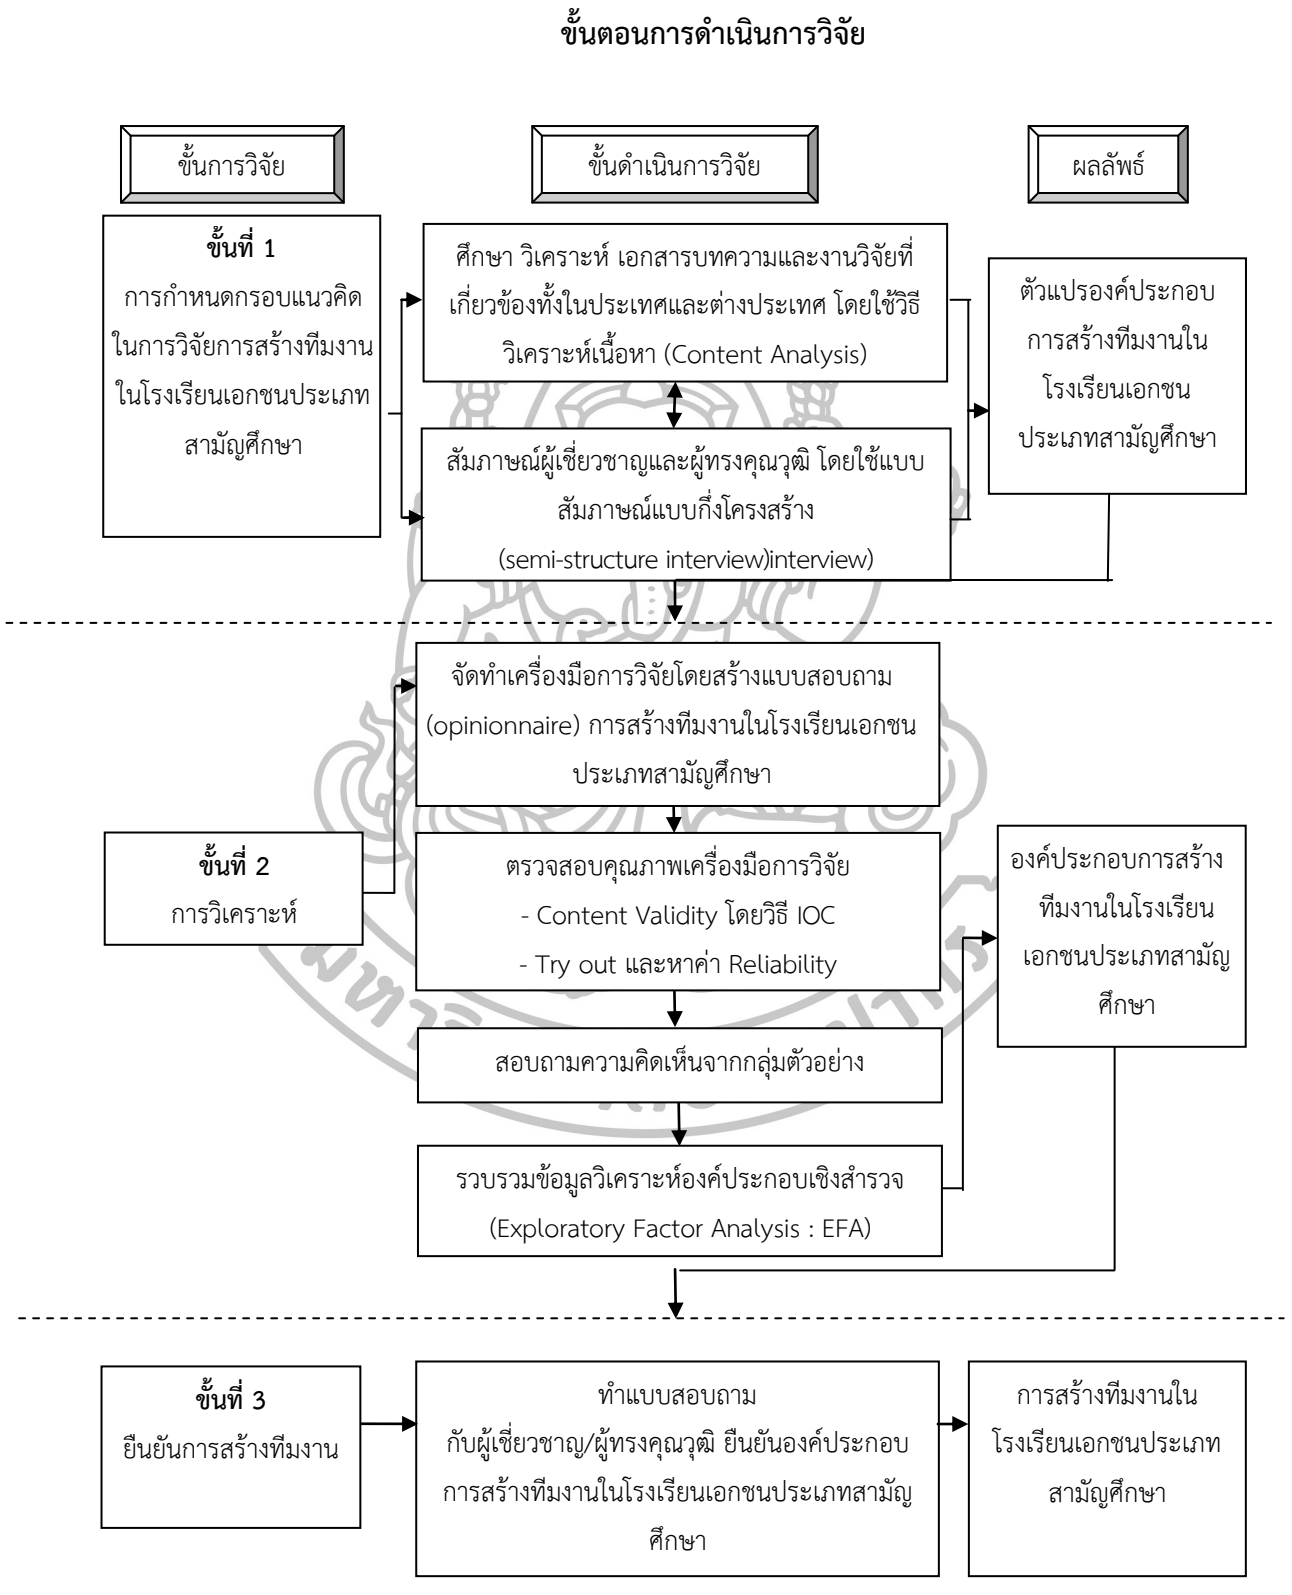 ขั้นตอนการดำเนินการวิจัย
ขั้นการวิจัย
ขั้นดำเนินการวิจัย
ผลลัพธ์
ขั้นที่ 1
การกำหนดกรอบแนวคิด
ในการวิจัยการสร้างทีมงาน
ในโรงเรียนเอกชนประเภท
สามัญศึกษา
ศึกษา วิเคราะห์ เอกสารบทความและงานวิจัยที่
เกี่ยวข้องทั้งในประเทศและต่างประเทศ โดยใช้วิธี
วิเคราะห์เนื้อหา (Content Analysis)
สัมภาษณ์ผู้เชี่ยวชาญและผู้ทรงคุณวุฒิ โดยใช้แบบ
สัมภาษณ์แบบกึ่งโครงสร้าง
(semi-structure interview)interview)
ตัวแปรองค์ประกอบ
การสร้างทีมงานใน
โรงเรียนเอกชน
ประเภทสามัญศึกษา
ขั้นที่ 2
การวิเคราะห์
จัดทำเครื่องมือการวิจัยโดยสร้างแบบสอบถาม
(opinionnaire) การสร้างทีมงานในโรงเรียนเอกชน
ประเภทสามัญศึกษา
ตรวจสอบคุณภาพเครื่องมือการวิจัย
- Content Validity โดยวิธี IOC
- Try out และหาค่า Reliability
สอบถามความคิดเห็นจากกลุ่มตัวอย่าง
รวบรวมข้อมูลวิเคราะห์องค์ประกอบเชิงสำรวจ
(Exploratory Factor Analysis : EFA)
องค์ประกอบการสร้าง
ทีมงานในโรงเรียน
เอกชนประเภทสามัญ
ศึกษา
ขั้นที่ 3
ยืนยันการสร้างทีมงาน
ทำแบบสอบถาม
กับผู้เชี่ยวชาญ/ผู้ทรงคุณวุฒิ ยืนยันองค์ประกอบ
การสร้างทีมงานในโรงเรียนเอกชนประเภทสามัญ
ศึกษา
การสร้างทีมงานใน
โรงเรียนเอกชนประเภท
สามัญศึกษา